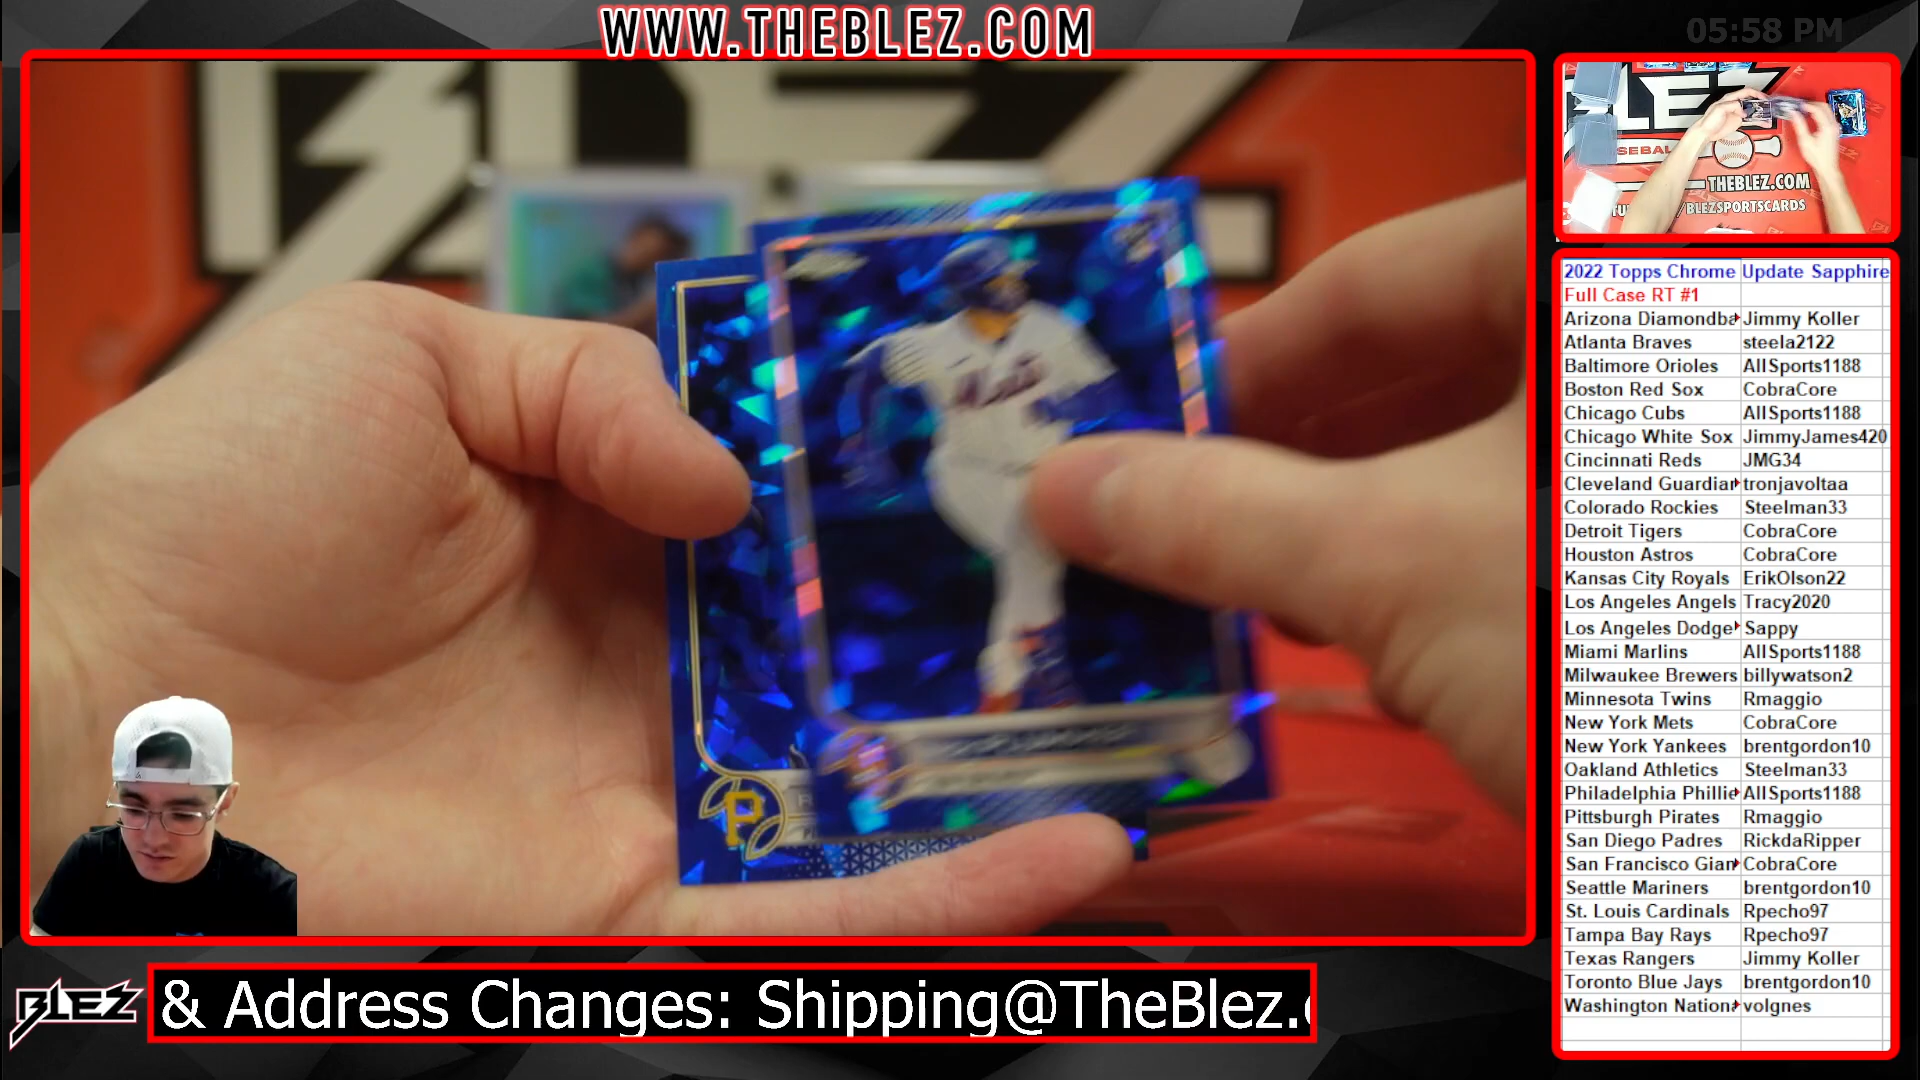 WWW.THEBLEZ.COM
05:58 PM
BLEZ
Mets
P
BLEZ
BASEBALL
THEBLEZ.COM
/BLEZSPORTSCARDS
2022 Topps Chrome Update Sapphire
Full Case RT #1
Arizona Diamondba Jimmy Koller
Atlanta Braves steela2122
Baltimore Orioles AllSports1188
Boston Red Sox CobraCore
Chicago Cubs AllSports1188
Chicago White Sox JimmyJames420
Cincinnati Reds JMG34
Cleveland Guardian tronjavoltaa
Colorado Rockies Steelman33
Detroit Tigers CobraCore
Houston Astros CobraCore
Kansas City Royals ErikOlson22
Los Angeles Angels Tracy2020
Los Angeles Dodge Sappy
Miami Marlins AllSports1188
Milwaukee Brewers billywatson2
Minnesota Twins Rmaggio
New York Mets CobraCore
New York Yankees brentgordon10
Oakland Athletics Steelman33
Philadelphia Phillie AllSports1188
Pittsburgh Pirates Rmaggio
San Diego Padres RickdaRipper
San Francisco Gian CobraCore
Seattle Mariners brentgordon10
St. Louis Cardinals Rpecho97
Tampa Bay Rays Rpecho97
Texas Rangers Jimmy Koller
Toronto Blue Jays brentgordon10
Washington Nationa volgnes
BLEZ
& Address Changes: Shipping@TheBlez.c